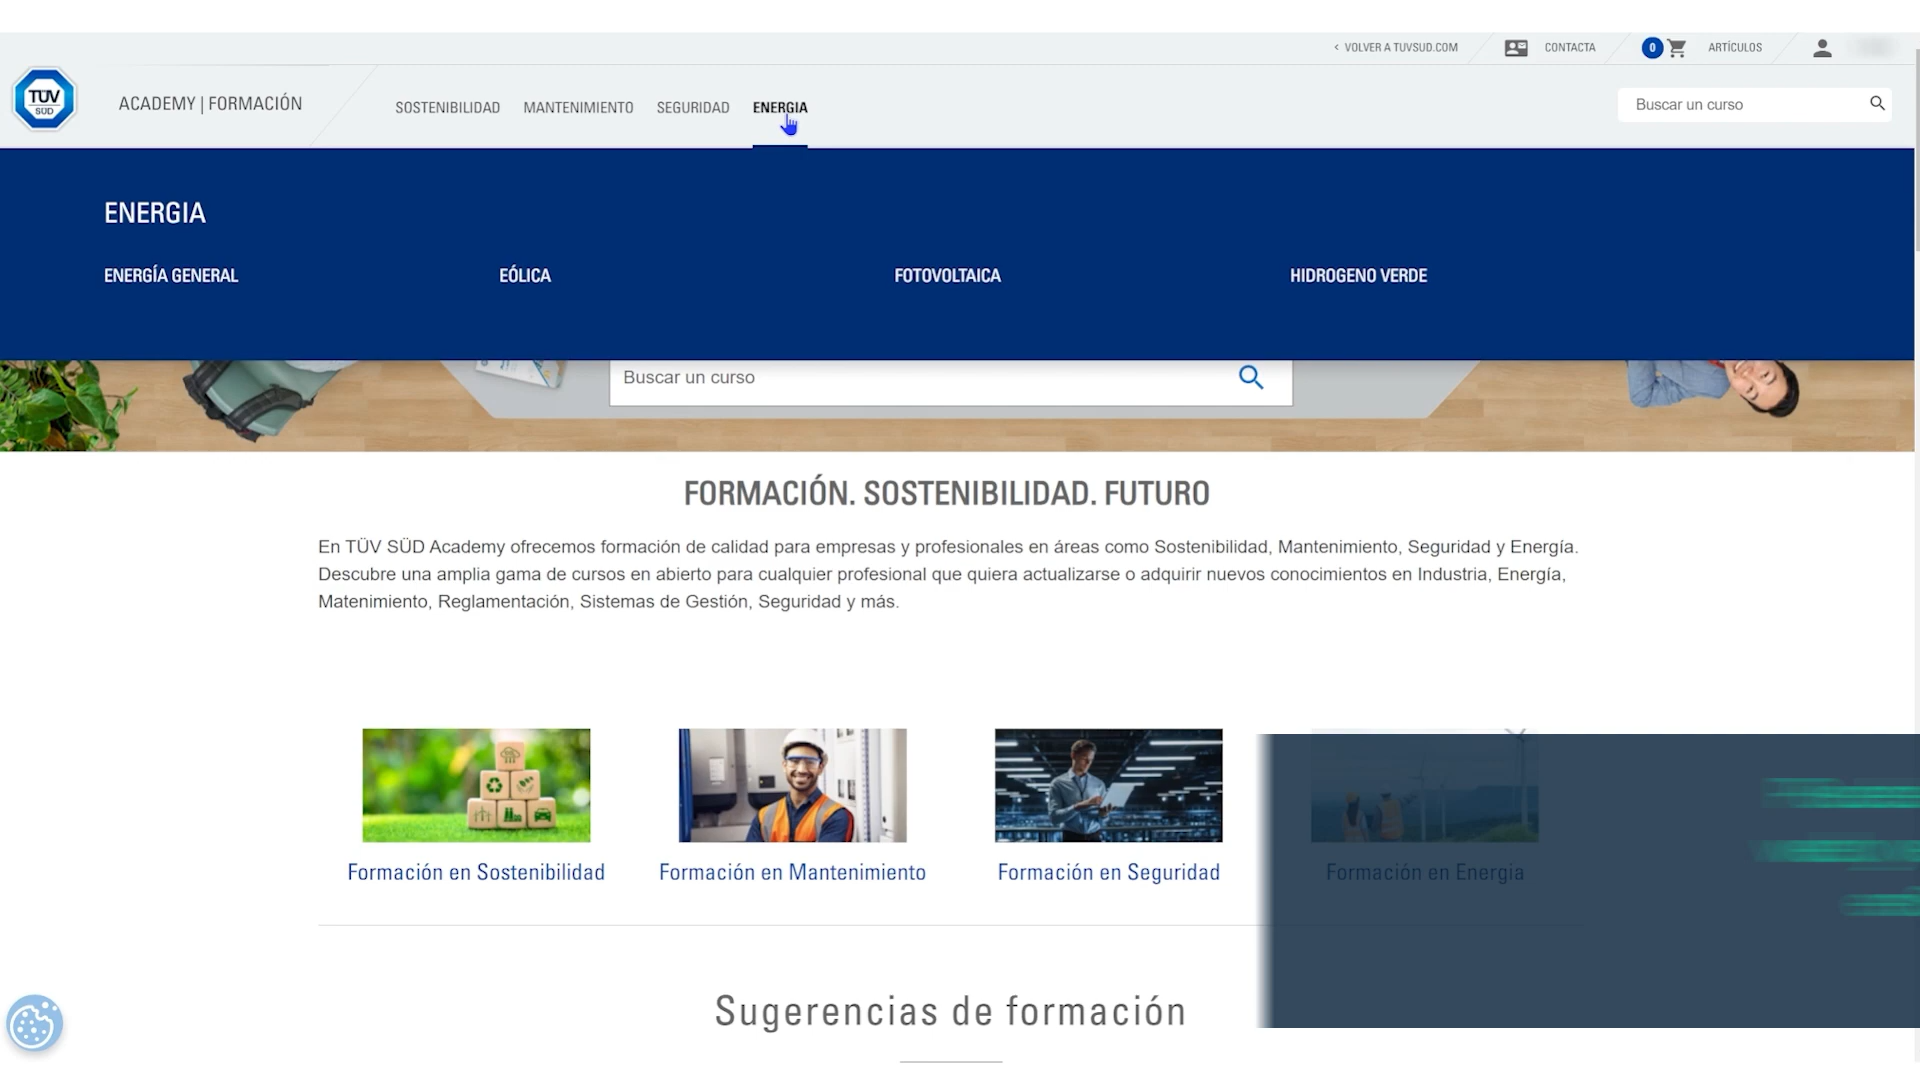 < VOLVER A TUVSUD.COM
CONTACTA
0
ARTÍCULOS
TÜV
SÜD
ACADEMY | FORMACIÓN
SOSTENIBILIDAD
MANTENIMIENTO
SEGURIDAD
ENERGIA
Buscar un curso
ENERGIA
ENERGÍA GENERAL
EÓLICA
FOTOVOLTAICA
HIDROGENO VERDE
Buscar un curso
FORMACIÓN. SOSTENIBILIDAD. FUTURO
En TÜV SÜD Academy ofrecemos formación de calidad para empresas y profesionales en áreas como Sostenibilidad, Mantenimiento, Seguridad y Energía.
Descubre una amplia gama de cursos en abierto para cualquier profesional que quiera actualizarse o adquirir nuevos conocimientos en Industria, Energía,
Matenimiento, Reglamentación, Sistemas de Gestión, Seguridad y más.
Formación en Sostenibilidad
Formación en Mantenimiento
Formación en Seguridad
Formación en Energia
Sugerencias de formación